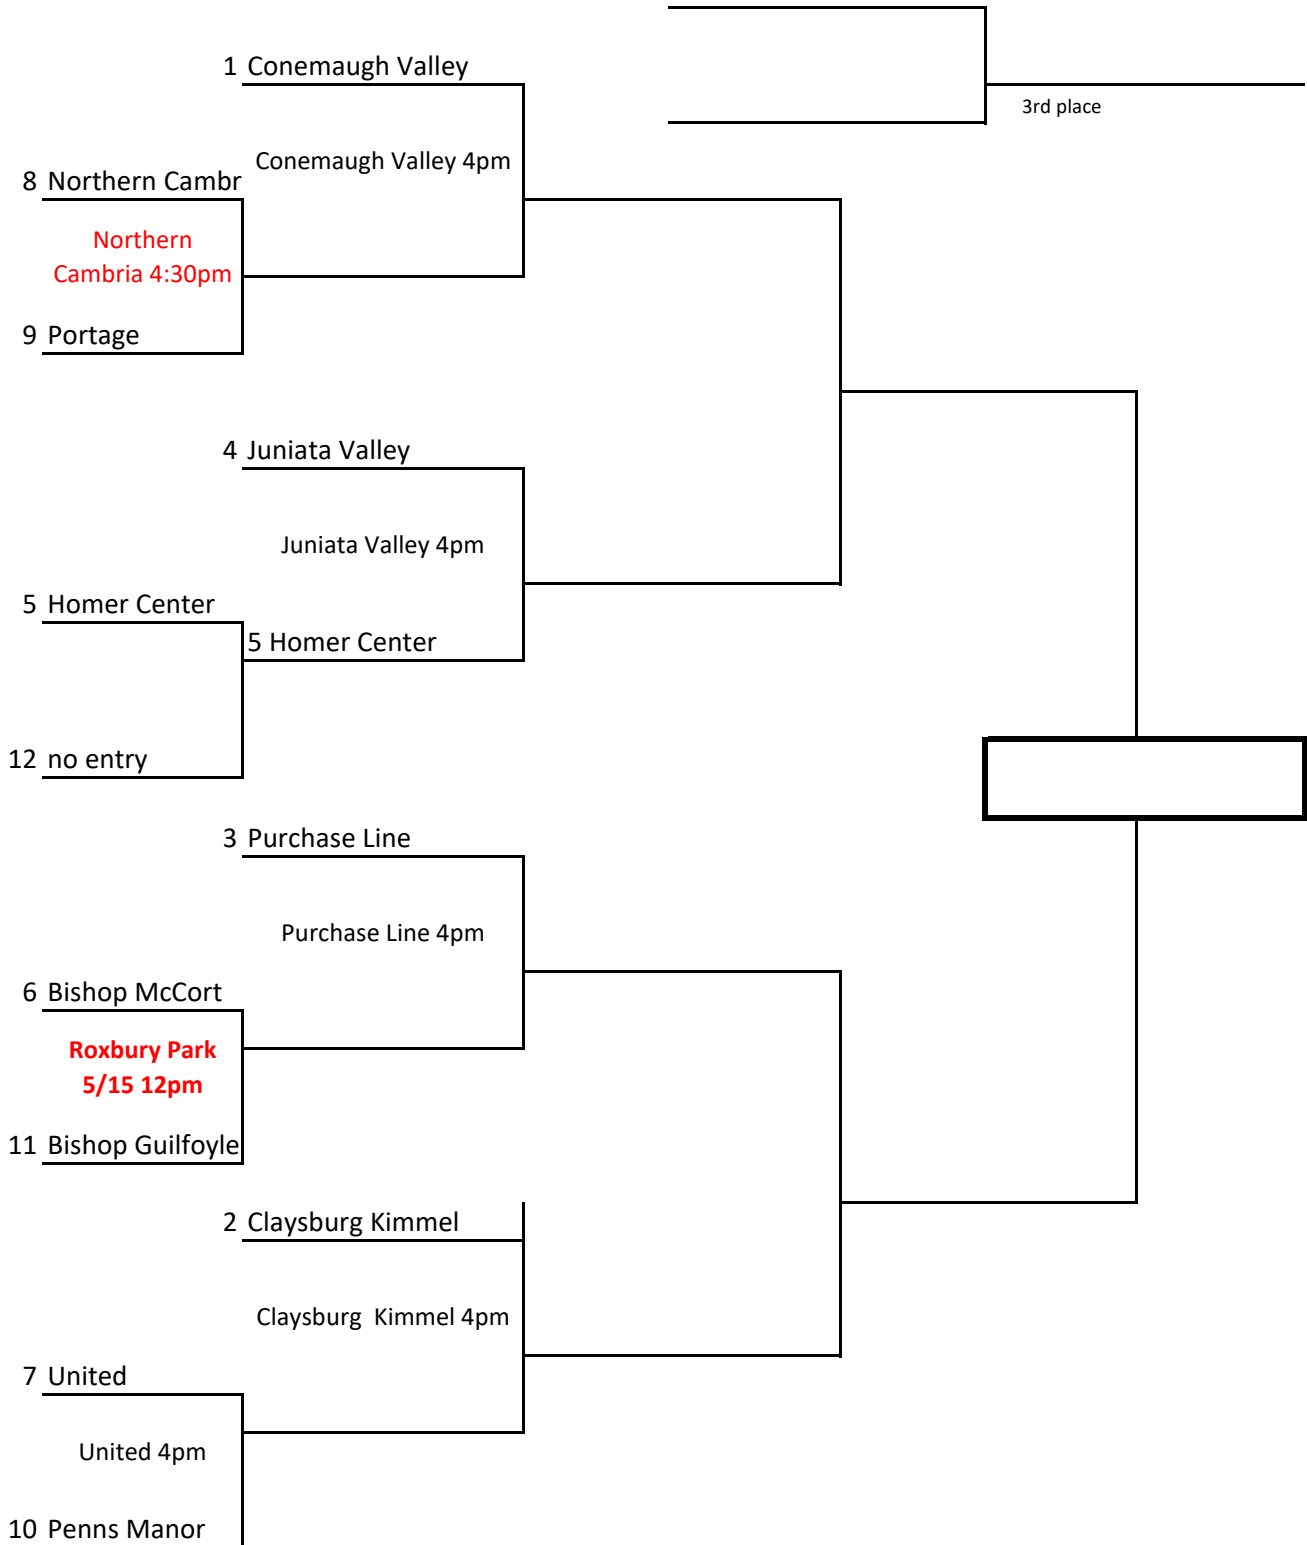 1 Conemaugh Valley
3rd place
Conemaugh Valley 4pm
8 Northern Cambr
Northern
Cambria 4:30pm
9 Portage
4 Juniata Valley
Juniata Valley 4pm
5 Homer Center
5 Homer Center
12 no entry
3 Purchase Line
Purchase Line 4pm
6 Bishop McCort
Roxbury Park
5/15 12pm
11 Bishop Guilfoyle
2 Claysburg Kimmel
Claysburg  Kimmel 4pm
7 United
United 4pm
10 Penns Manor